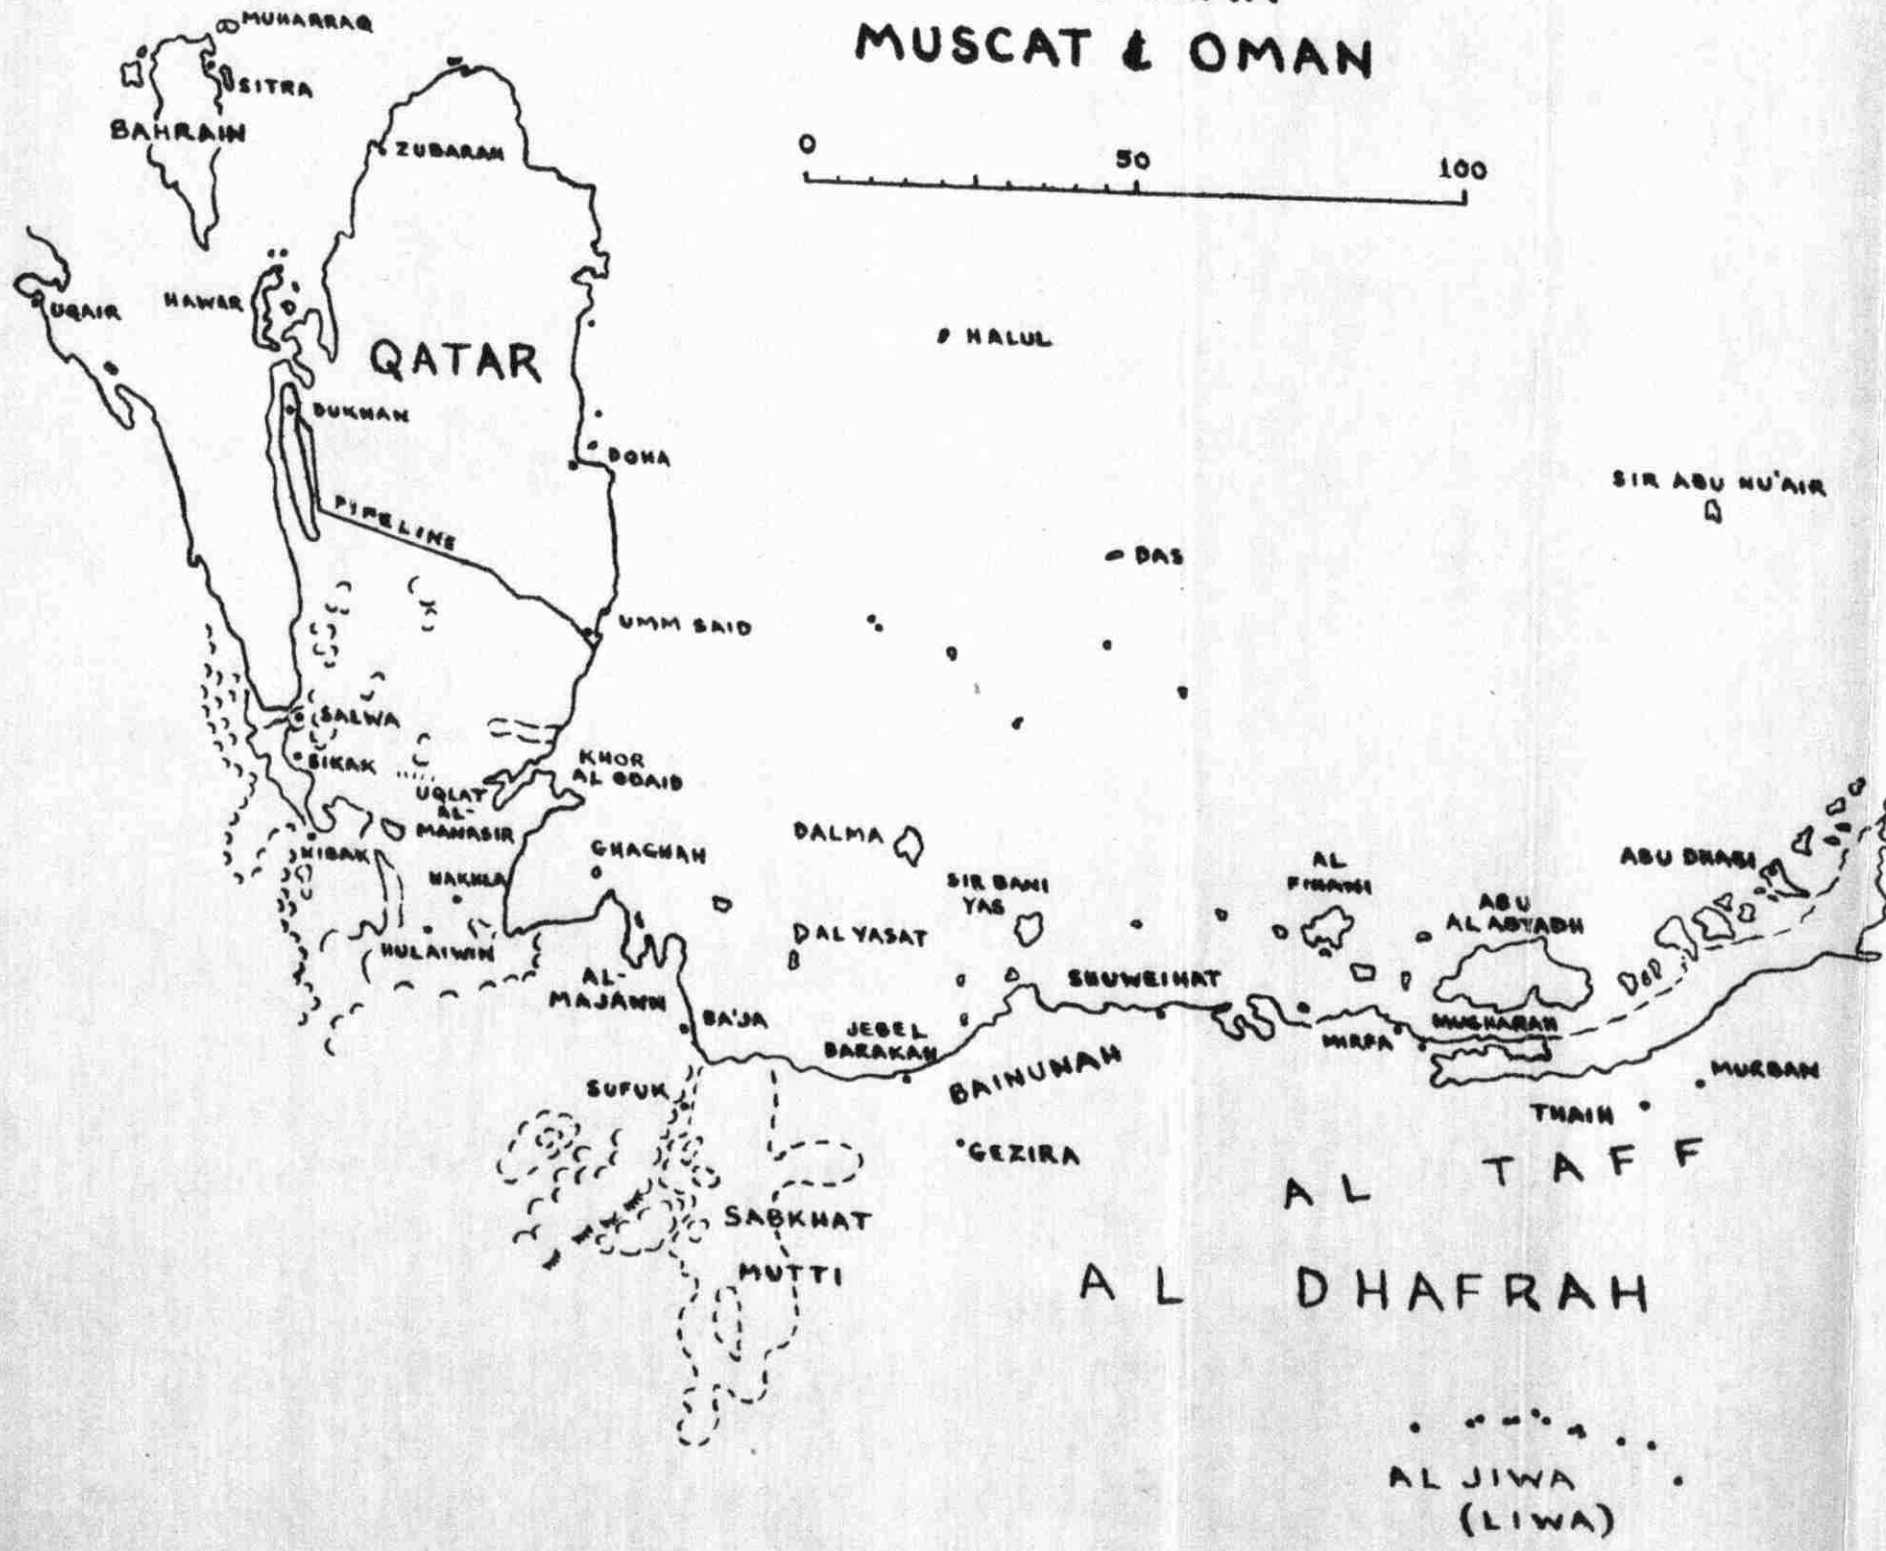 MUSCAT & OMAN
0 50 100
MUHARRAQ
SITRA
BAHRAIN
ZUBARAH
UQAIR
HAWAR
QATAR
HALUL
DUKHAN
DOHA
SIR ABU NU'AIR
PIPELINE
DAS
UMM SAID
SALWA
SIKAK
KHOR
AL ODAID
UQLAT
AL-
MANASIR
NIBAK
NAKHLA
HULAIWIN
GHAGHAH
DALMA
SIR BANI
YAS
DALYASAT
AL
ABU
AL ABYADH
ABU DHABI
AL-
MAJANN
BA'JA
JEBEL
BARAKAH
SHUWEIHAT
MIRFA
MUGHARAH
BAINUNAH
MURBAN
THAIH
SUFUK
GEZIRA
AL TAFF
SABKHAT
MUTTI
AL DHAFRAH
AL JIWA
(LIWA)